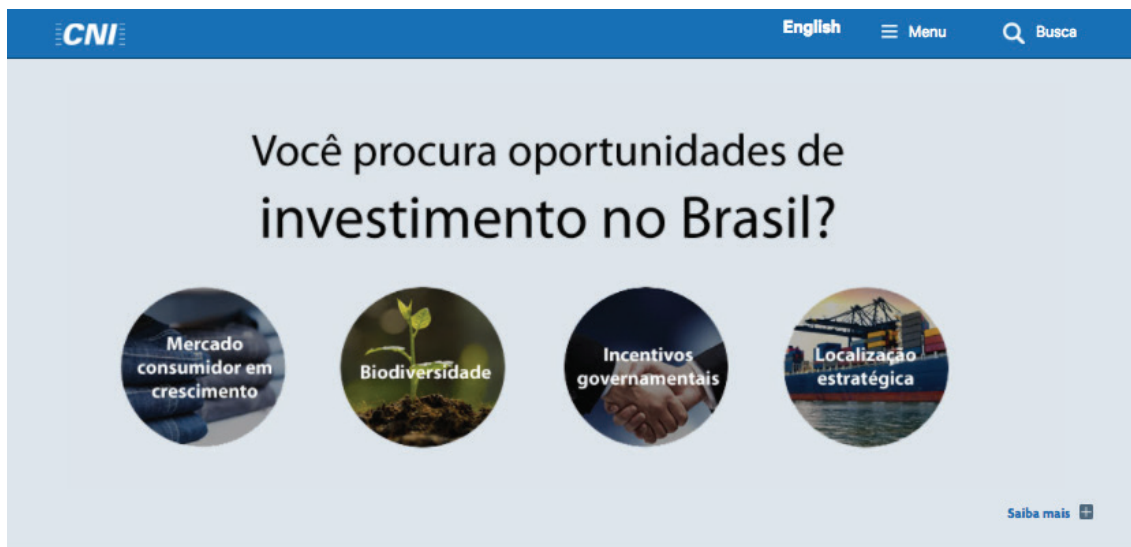 CNI
English
Menu
Busca
Você procura oportunidades de
investimento no Brasil?
Mercado
consumidor em
crescimento
Biodiversidade
Incentivos
governamentais
Localização
estratégica
Saiba mais